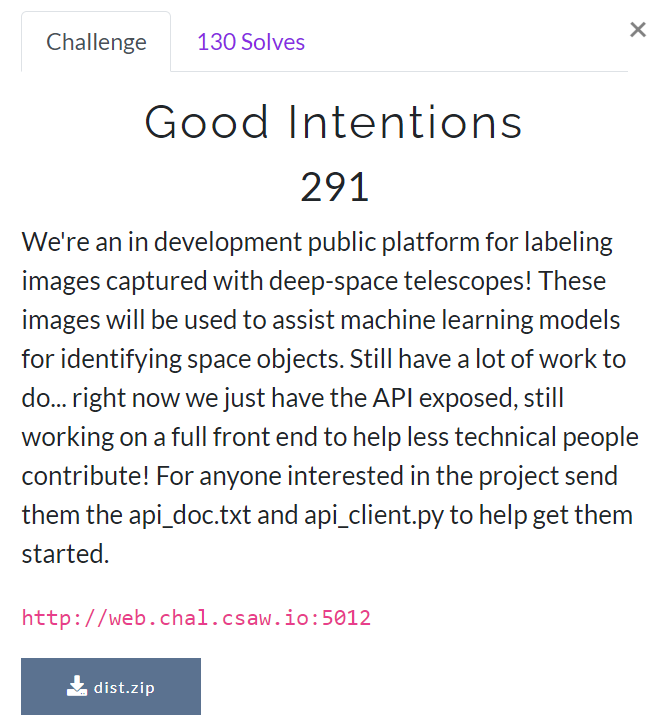 Challenge
130 Solves
×
Good Intentions
291
We're an in development public platform for labeling
images captured with deep-space telescopes! These
images will be used to assist machine learning models
for identifying space objects. Still have a lot of work to
do... right now we just have the API exposed, still
working on a full front end to help less technical people
contribute! For anyone interested in the project send
them the api_doc.txt and api_client.py to help get them
started.
http://web.chal.csaw.io:5012
dist.zip